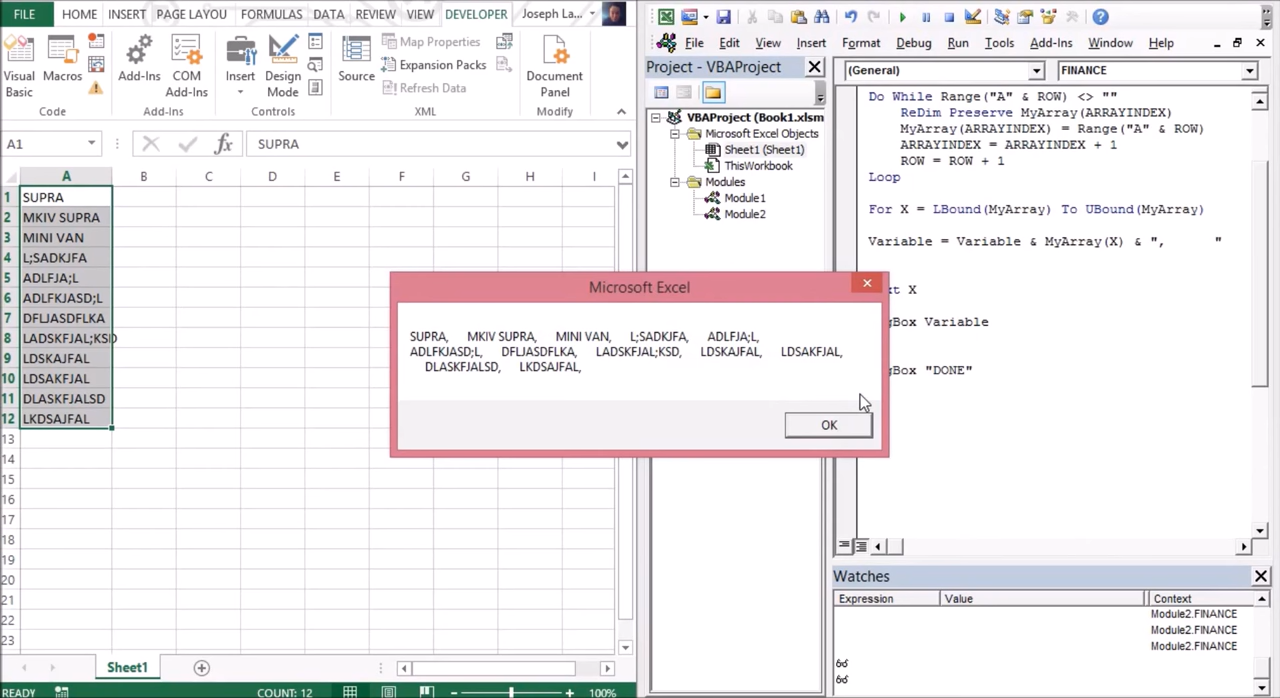 FILE HOME INSERT PAGE LAYOUT FORMULAS DATA REVIEW VIEW DEVELOPER Joseph La...
Visual Basic
Macros
Add-Ins
COM Add-Ins
Insert
Design Mode
Source
Map Properties
Expansion Packs
Refresh Data
Document Panel
Code Add-Ins Controls XML Modify
A1 fx SUPRA
A B C D E F G H I
1 SUPRA
2 MKIV SUPRA
3 MINI VAN
4 L;SADKJFA
5 ADLFJA;L
6 ADLFKJASD;L
7 DFLJASDFLKA
8 LADSKFJAL;KSD
9 LDSKAJFAL
10 LDSAKFJAL
11 DLASKFJALSD
12 LKDSAJFAL
13
14
15
16
17
18
19
20
21
22
23
Sheet1
READY COUNT: 12 100%
Microsoft Excel
SUPRA, MKIV SUPRA, MINI VAN, L;SADKJFA, ADLFJA;L,
ADLFKJASD;L, DFLJASDFLKA, LADSKFJAL;KSD, LDSKAJFAL, LDSAKFJAL,
DLASKFJALSD, LKDSAJFAL,
OK
File Edit View Insert Format Debug Run Tools Add-Ins Window Help
Project - VBAProject
VBAProject (Book1.xlsm
Microsoft Excel Objects
Sheet1 (Sheet1)
ThisWorkbook
Modules
Module1
Module2
(General) FINANCE
Do While Range("A" & ROW) <> ""
ReDim Preserve MyArray(ARRAYINDEX)
MyArray(ARRAYINDEX) = Range("A" & ROW)
ARRAYINDEX = ARRAYINDEX + 1
ROW = ROW + 1
Loop
For X = LBound(MyArray) To UBound(MyArray)
Variable = Variable & MyArray(X) & ", "
xt X
gBox Variable
gBox "DONE"
Watches
Expression Value Context
Module2.FINANCE
Module2.FINANCE
Module2.FINANCE